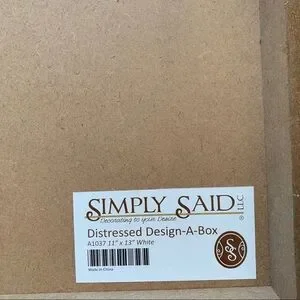 SIMPLY SAID LLC
Decorating to your Desire ®
Distressed Design-A-Box
A1037 11" x 13" White
Made in China
SS